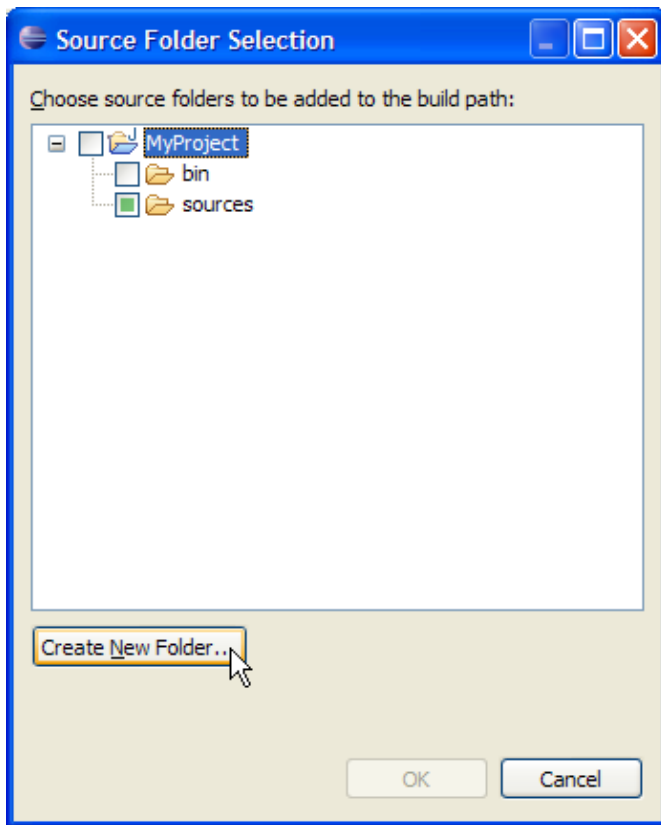 Source Folder Selection
Choose source folders to be added to the build path:
MyProject
bin
sources
Create New Folder...
OK
Cancel